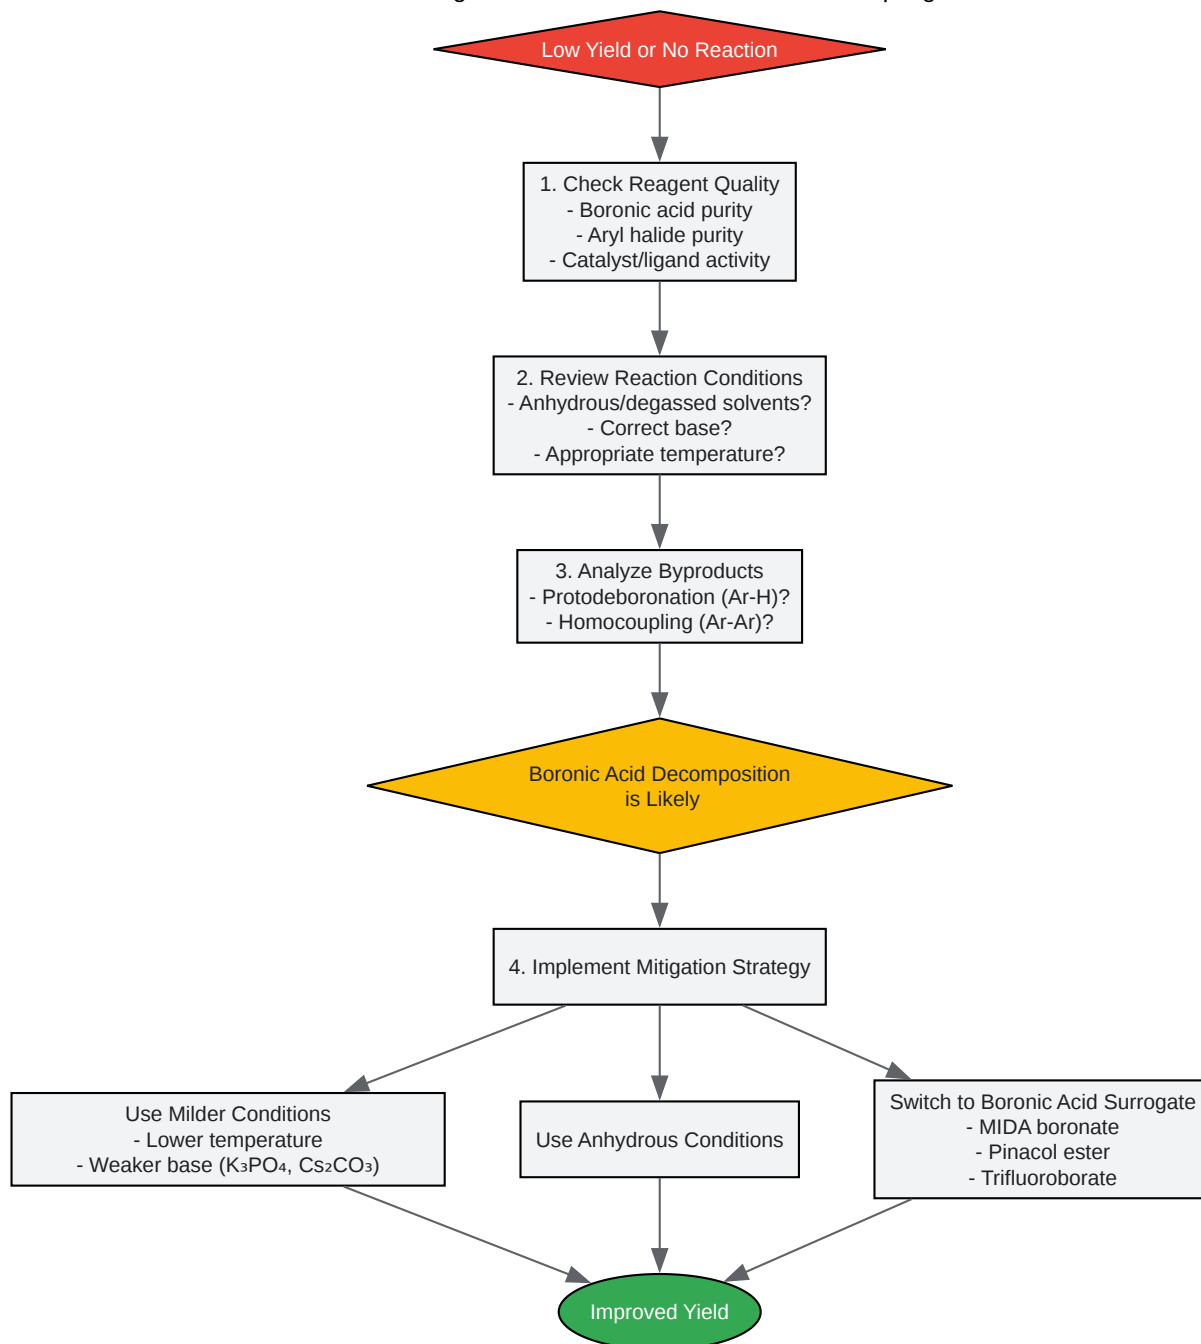 Low Yield or No Reaction
1. Check Reagent Quality
- Boronic acid purity
- Aryl halide purity
- Catalyst/ligand activity
2. Review Reaction Conditions
- Anhydrous/degassed solvents?
- Correct base?
- Appropriate temperature?
3. Analyze Byproducts
- Protodeboronation (Ar-H)?
- Homocoupling (Ar-Ar)?
Boronic Acid Decomposition
is Likely
4. Implement Mitigation Strategy
Use Milder Conditions
- Lower temperature
- Weaker base (K₃PO₄, Cs₂CO₃)
Use Anhydrous Conditions
Switch to Boronic Acid Surrogate
- MIDA boronate
- Pinacol ester
- Trifluoroborate
Improved Yield